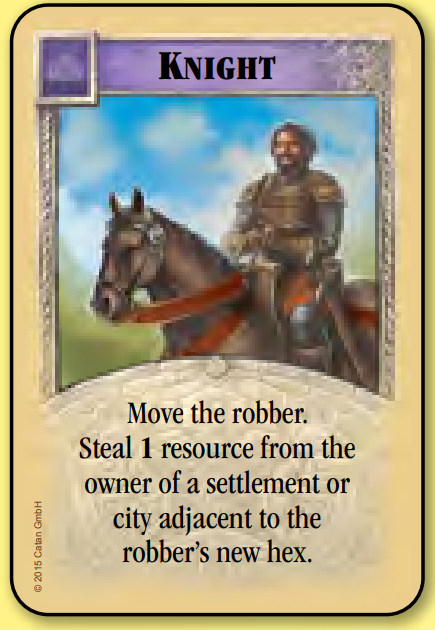 KNIGHT
Move the robber.
Steal 1 resource from the
owner of a settlement or
city adjacent to the
robber's new hex.
© 2015 Catan GmbH